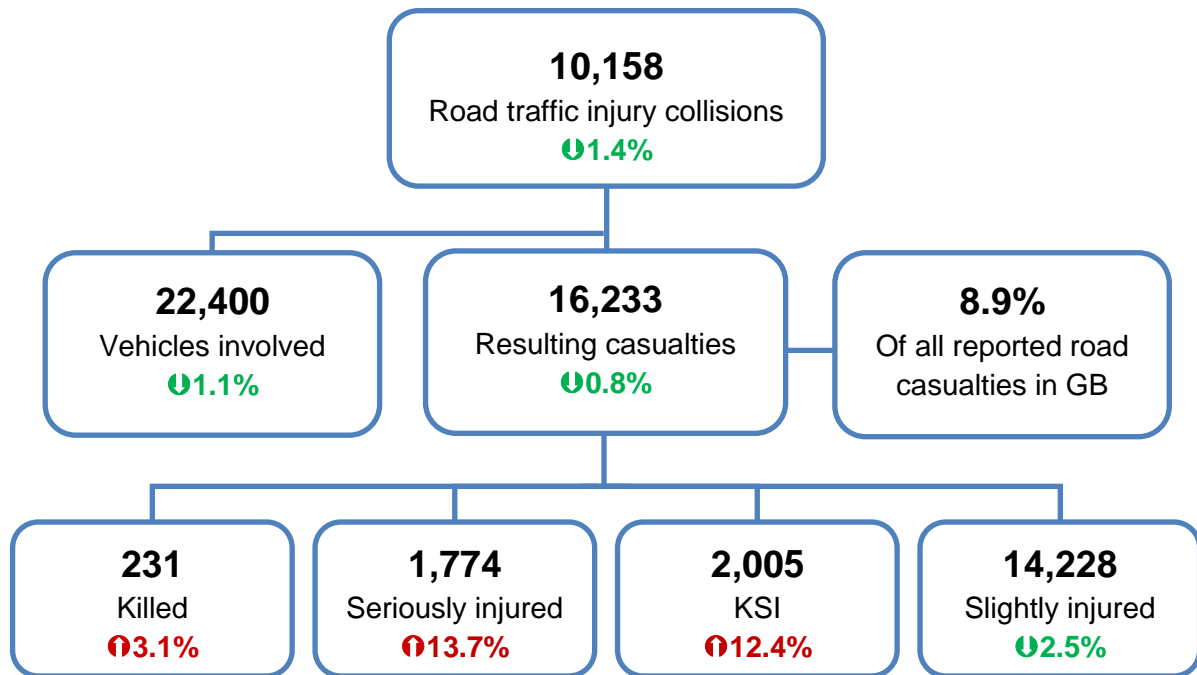 10,158
Road traffic injury collisions
1.4%
22,400
Vehicles involved
1.1%
16,233
Resulting casualties
0.8%
8.9%
Of all reported road
casualties in GB
231
Killed
3.1%
1,774
Seriously injured
13.7%
2,005
KSI
12.4%
14,228
Slightly injured
2.5%